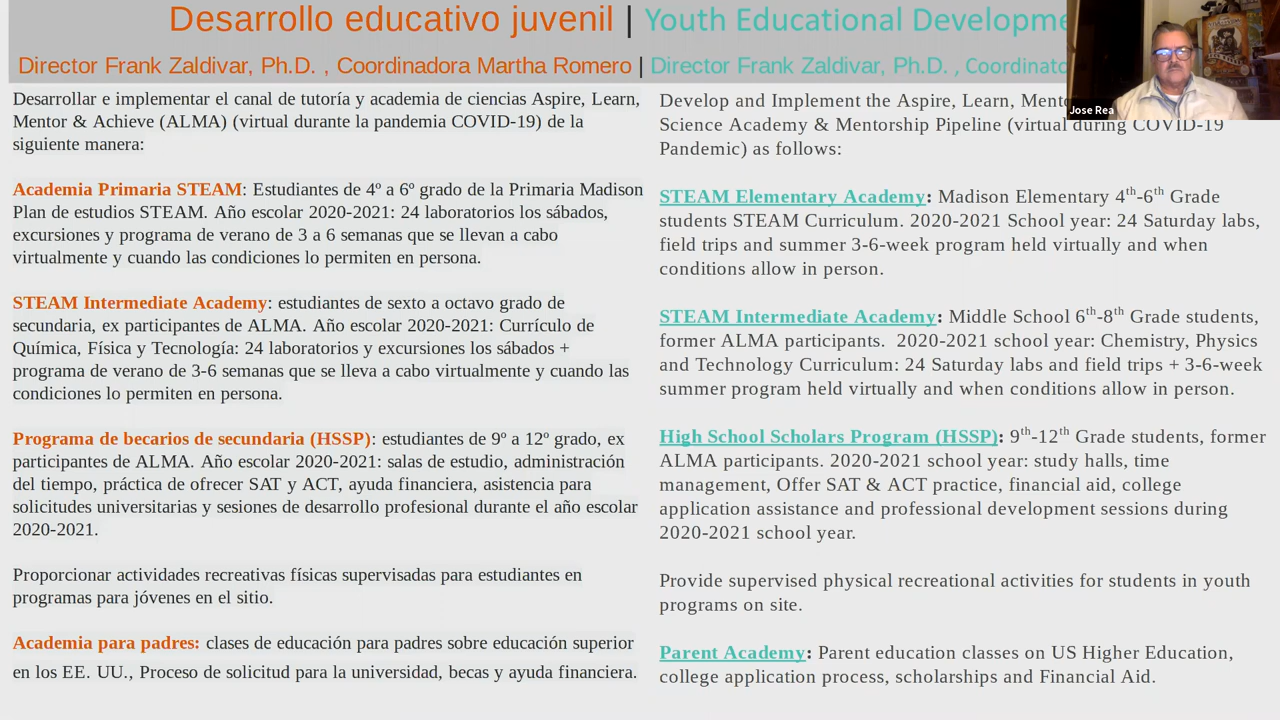 Desarrollo educativo juvenil | Youth Educational
Director Frank Zaldivar, Ph.D. , Coordinadora Martha Romero | Director Frank Zaldivar, Ph.D. ,
Desarrollar e implementar el canal de tutoría y academia de ciencias Aspire, Learn,
Mentor & Achieve (ALMA) (virtual durante la pandemia COVID-19) de la
siguiente manera:
Academia Primaria STEAM: Estudiantes de 4º a 6º grado de la Primaria Madison
Plan de estudios STEAM. Año escolar 2020-2021: 24 laboratorios los sábados,
excursiones y programa de verano de 3 a 6 semanas que se llevan a cabo
virtualmente y cuando las condiciones lo permiten en persona.
STEAM Intermediate Academy: estudiantes de sexto a octavo grado de
secundaria, ex participantes de ALMA. Año escolar 2020-2021: Currículo de
Química, Física y Tecnología: 24 laboratorios y excursiones los sábados +
programa de verano de 3-6 semanas que se lleva a cabo virtualmente y cuando las
condiciones lo permiten en persona.
Programa de becarios de secundaria (HSSP): estudiantes de 9º a 12º grado, ex
participantes de ALMA. Año escolar 2020-2021: salas de estudio, administración
del tiempo, práctica de ofrecer SAT y ACT, ayuda financiera, asistencia para
solicitudes universitarias y sesiones de desarrollo profesional durante el año escolar
2020-2021.
Proporcionar actividades recreativas físicas supervisadas para estudiantes en
programas para jóvenes en el sitio.
Academia para padres: clases de educación para padres sobre educación superior
en los EE. UU., Proceso de solicitud para la universidad, becas y ayuda financiera.
Develop and Implement the Aspire, Learn,
Science Academy & Mentorship Pipeline (virtual during COVID-19
Pandemic) as follows:
STEAM Elementary Academy: Madison Elementary 4th-6th Grade
students STEAM Curriculum. 2020-2021 School year: 24 Saturday labs,
field trips and summer 3-6-week program held virtually and when
conditions allow in person.
STEAM Intermediate Academy: Middle School 6th-8th Grade students,
former ALMA participants. 2020-2021 school year: Chemistry, Physics
and Technology Curriculum: 24 Saturday labs and field trips + 3-6-week
summer program held virtually and when conditions allow in person.
High School Scholars Program (HSSP): 9th-12th Grade students, former
ALMA participants. 2020-2021 school year: study halls, time
management, Offer SAT & ACT practice, financial aid, college
application assistance and professional development sessions during
2020-2021 school year.
Provide supervised physical recreational activities for students in youth
programs on site.
Parent Academy: Parent education classes on US Higher Education,
college application process, scholarships and Financial Aid.
Jose Rea